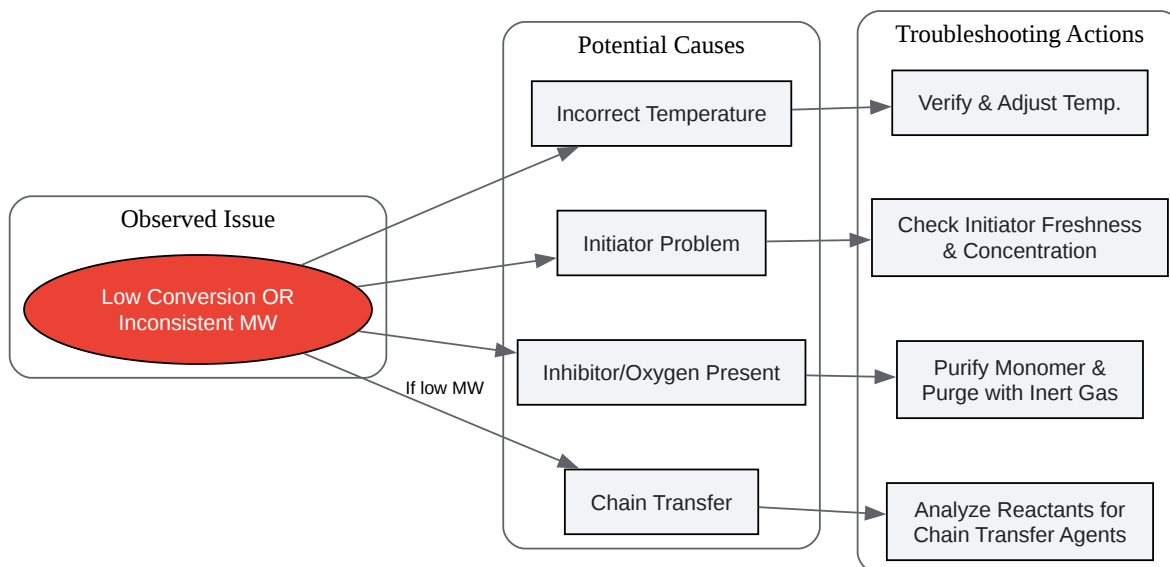 Observed Issue
Low Conversion OR
Inconsistent MW
If low MW
Potential Causes
Incorrect Temperature
Initiator Problem
Inhibitor/Oxygen Present
Chain Transfer
Troubleshooting Actions
Verify & Adjust Temp.
Check Initiator Freshness
& Concentration
Purify Monomer &
Purge with Inert Gas
Analyze Reactants for
Chain Transfer Agents